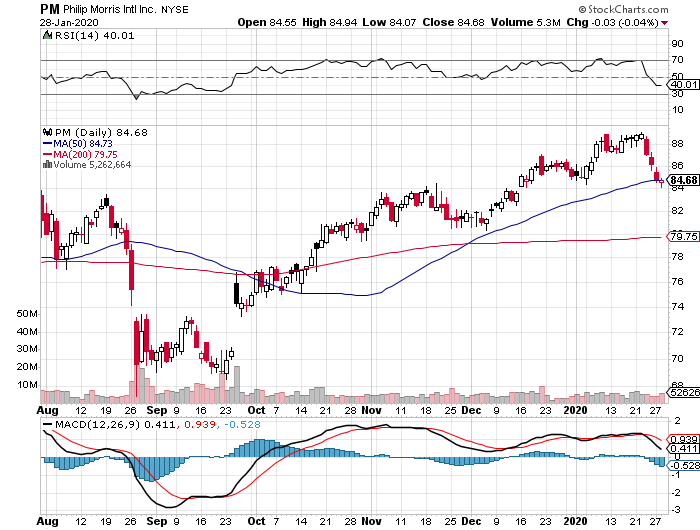 PM Philip Morris Intl Inc. NYSE
© StockCharts.com
28-Jan-2020 Open 84.55 High 84.94 Low 84.07 Close 84.68 Volume 5.3M Chg -0.03 (-0.04%)
RSI(14) 40.01
90
70
50
40.01
30
10
PM (Daily) 84.68
MA(50) 84.73
MA(200) 79.75
Volume 5,262,664
88
86
84.68
84
82
80
79.75
78
76
74
72
70
68
50M
40M
30M
20M
10M
52626
Aug 12 19 26 Sep 9 16 23 Oct 7 14 21 28 Nov 11 18 25 Dec 9 16 23 2020 13 21 27
MACD(12,26,9) 0.411, 0.939, -0.528
2
1
0.939
0.411
-0.528
-1
-2
-3
Aug 12 19 26 Sep 9 16 23 Oct 7 14 21 28 Nov 11 18 25 Dec 9 16 23 2020 13 21 27